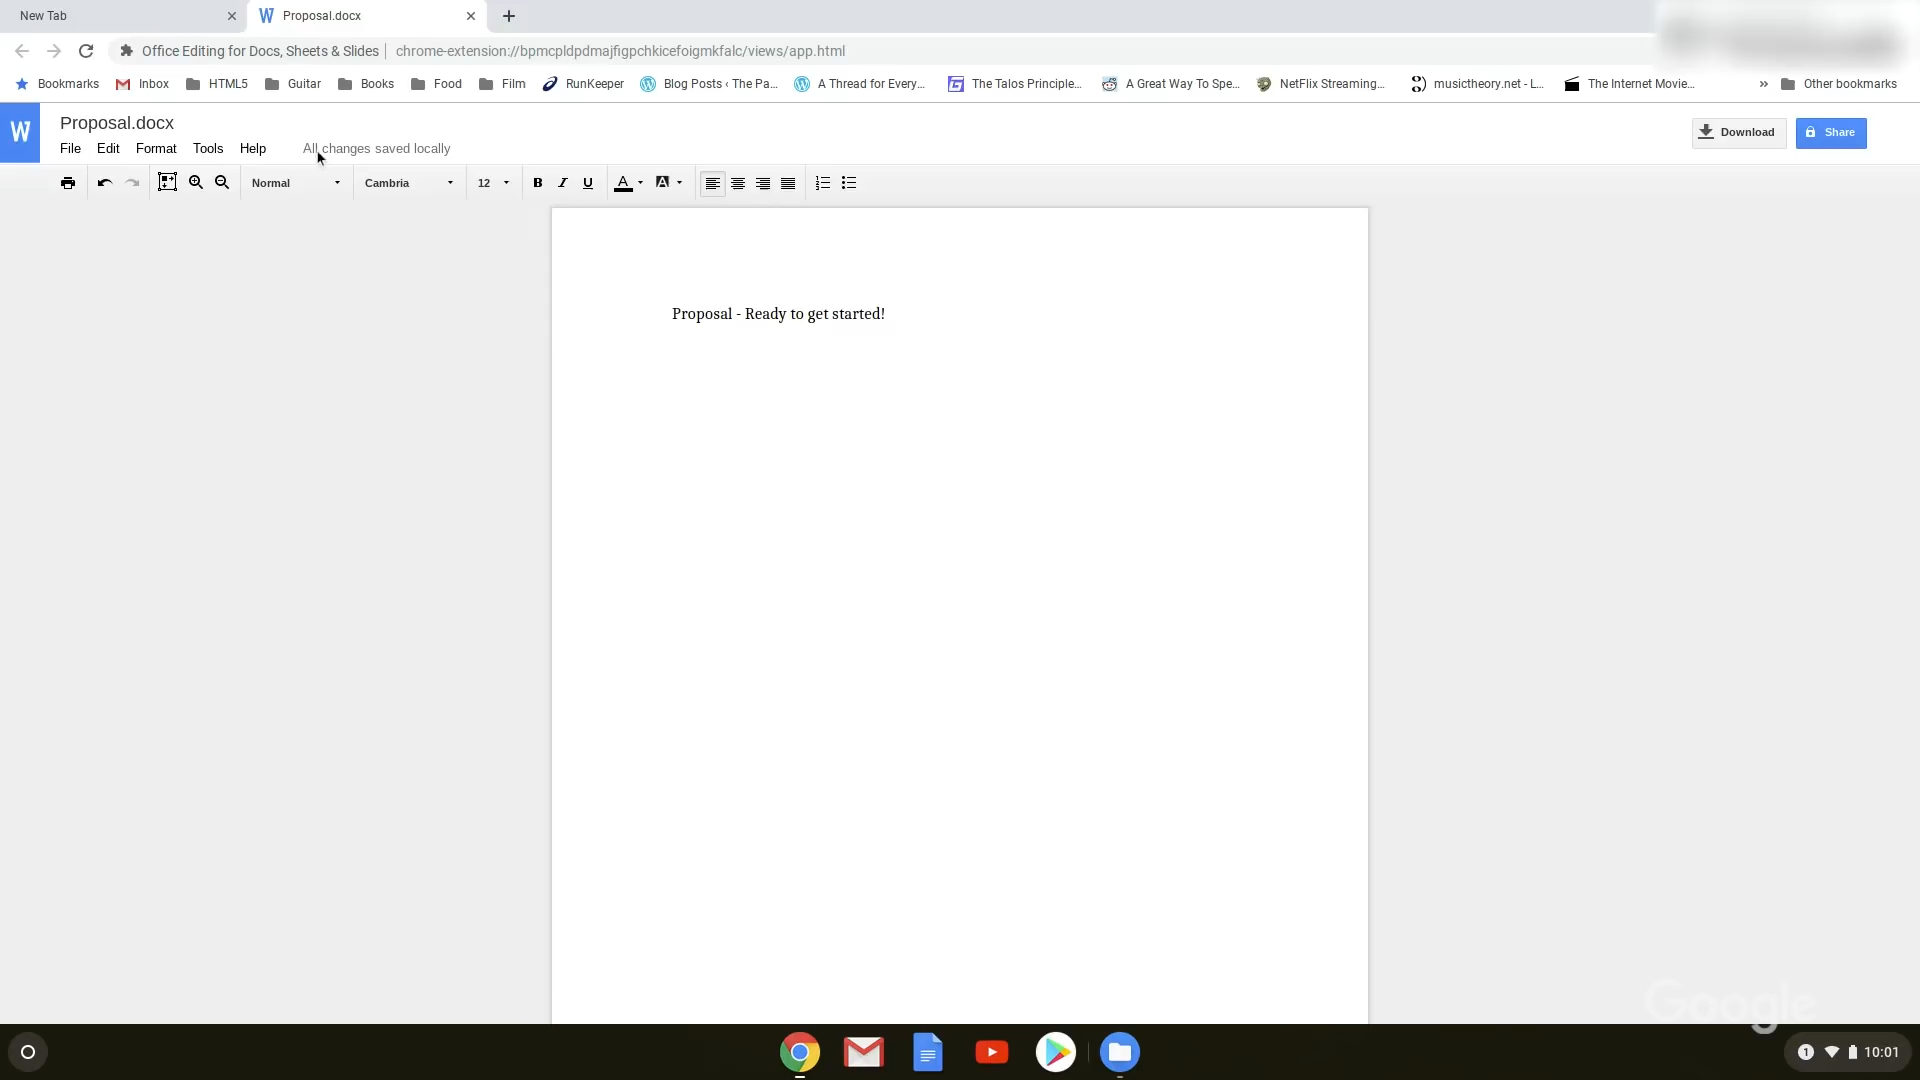 New Tab
Proposal.docx
Office Editing for Docs, Sheets & Slides | chrome-extension://bpmcpldpdmajfigpchkicefoigmkfalc/views/app.html
Bookmarks Inbox HTML5 Guitar Books Food Film RunKeeper Blog Posts ‹ The Pa... A Thread for Every... The Talos Principle... A Great Way To Spe... NetFlix Streaming... musictheory.net - L... The Internet Movie... » Other bookmarks
W Proposal.docx
Download Share
File Edit Format Tools Help All changes saved locally
Normal Cambria 12 B I U A A
Proposal - Ready to get started!
Google
1 10:01